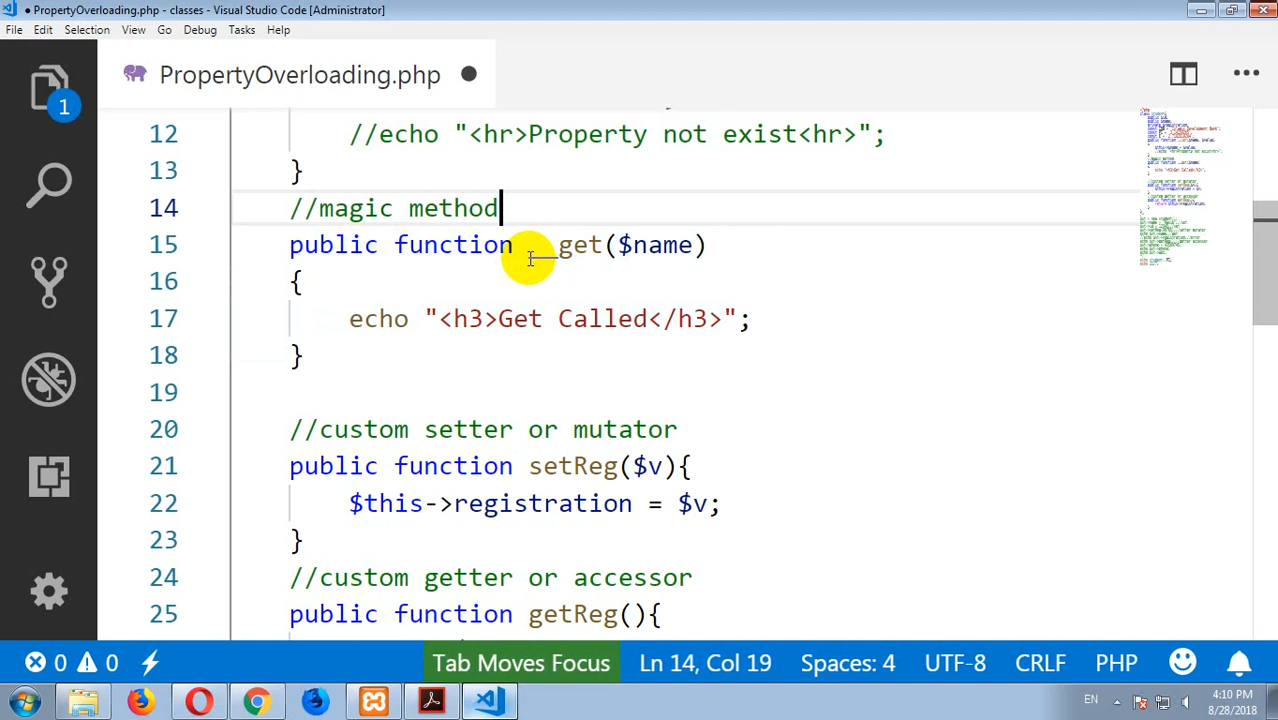 ● PropertyOverloading.php - classes - Visual Studio Code [Administrator]
File Edit Selection View Go Debug Tasks Help
1
PropertyOverloading.php
12 //echo "<hr>Property not exist<hr>";
13 }
14 //magic method
15 public function __get($name)
16 {
17 echo "<h3>Get Called</h3>";
18 }
19
20 //custom setter or mutator
21 public function setReg($v){
22 $this->registration = $v;
23 }
24 //custom getter or accessor
25 public function getReg(){
0 0 Tab Moves Focus Ln 14, Col 19 Spaces: 4 UTF-8 CRLF PHP
EN 4:10 PM
8/28/2018